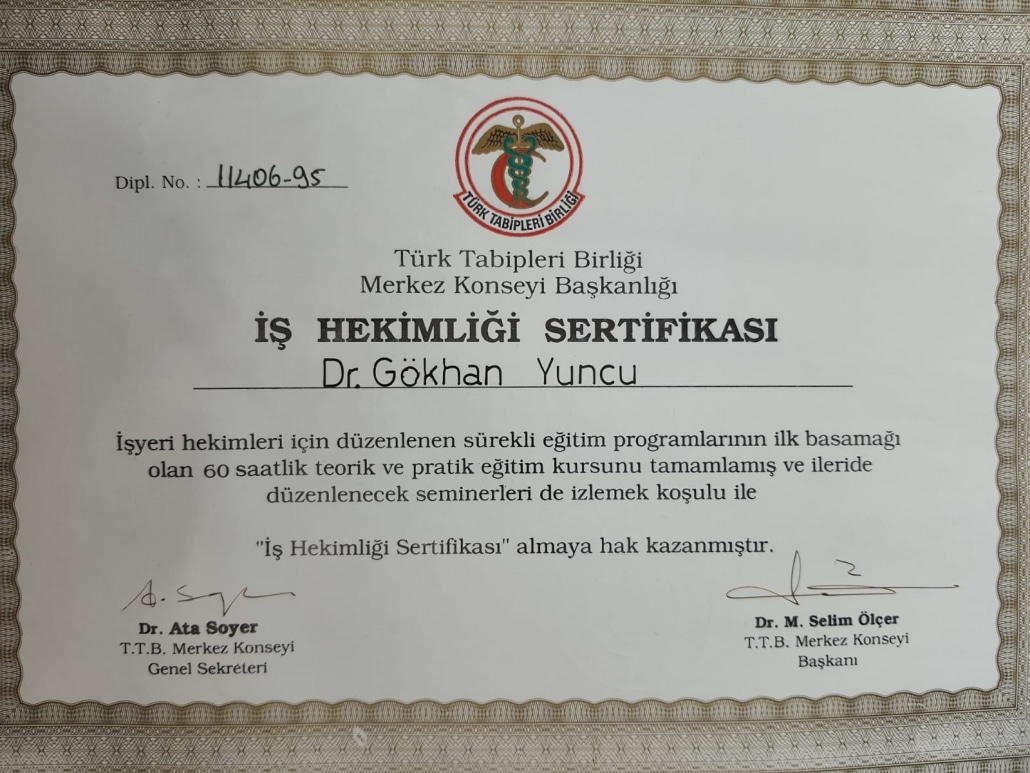 Dipl. No. : 11406-95
TÜRK TABİPLERİ BİRLİĞİ
Türk Tabipleri Birliği
Merkez Konseyi Başkanlığı
İŞ HEKİMLİĞİ SERTİFİKASI
Dr. Gökhan Yuncu
İşyeri hekimleri için düzenlenen sürekli eğitim programlarının ilk basamağı
olan 60 saatlik teorik ve pratik eğitim kursunu tamamlamış ve ileride
düzenlenecek seminerleri de izlemek koşulu ile
"İş Hekimliği Sertifikası" almaya hak kazanmıştır.
Dr. Ata Soyer
T.T.B. Merkez Konseyi
Genel Sekreteri
Dr. M. Selim Ölçer
T.T.B. Merkez Konseyi
Başkanı